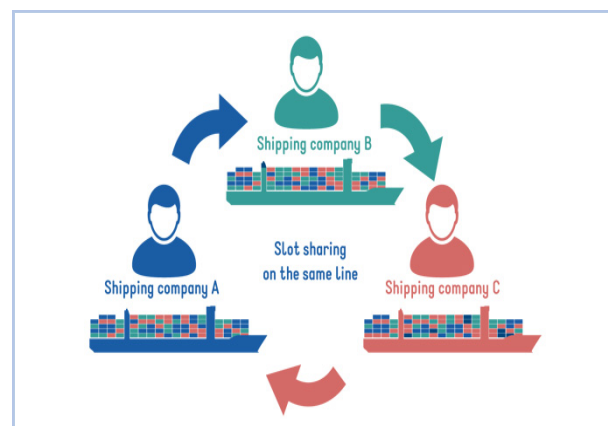 Shipping company B
Slot sharing
on the same line
Shipping company A
Shipping company C